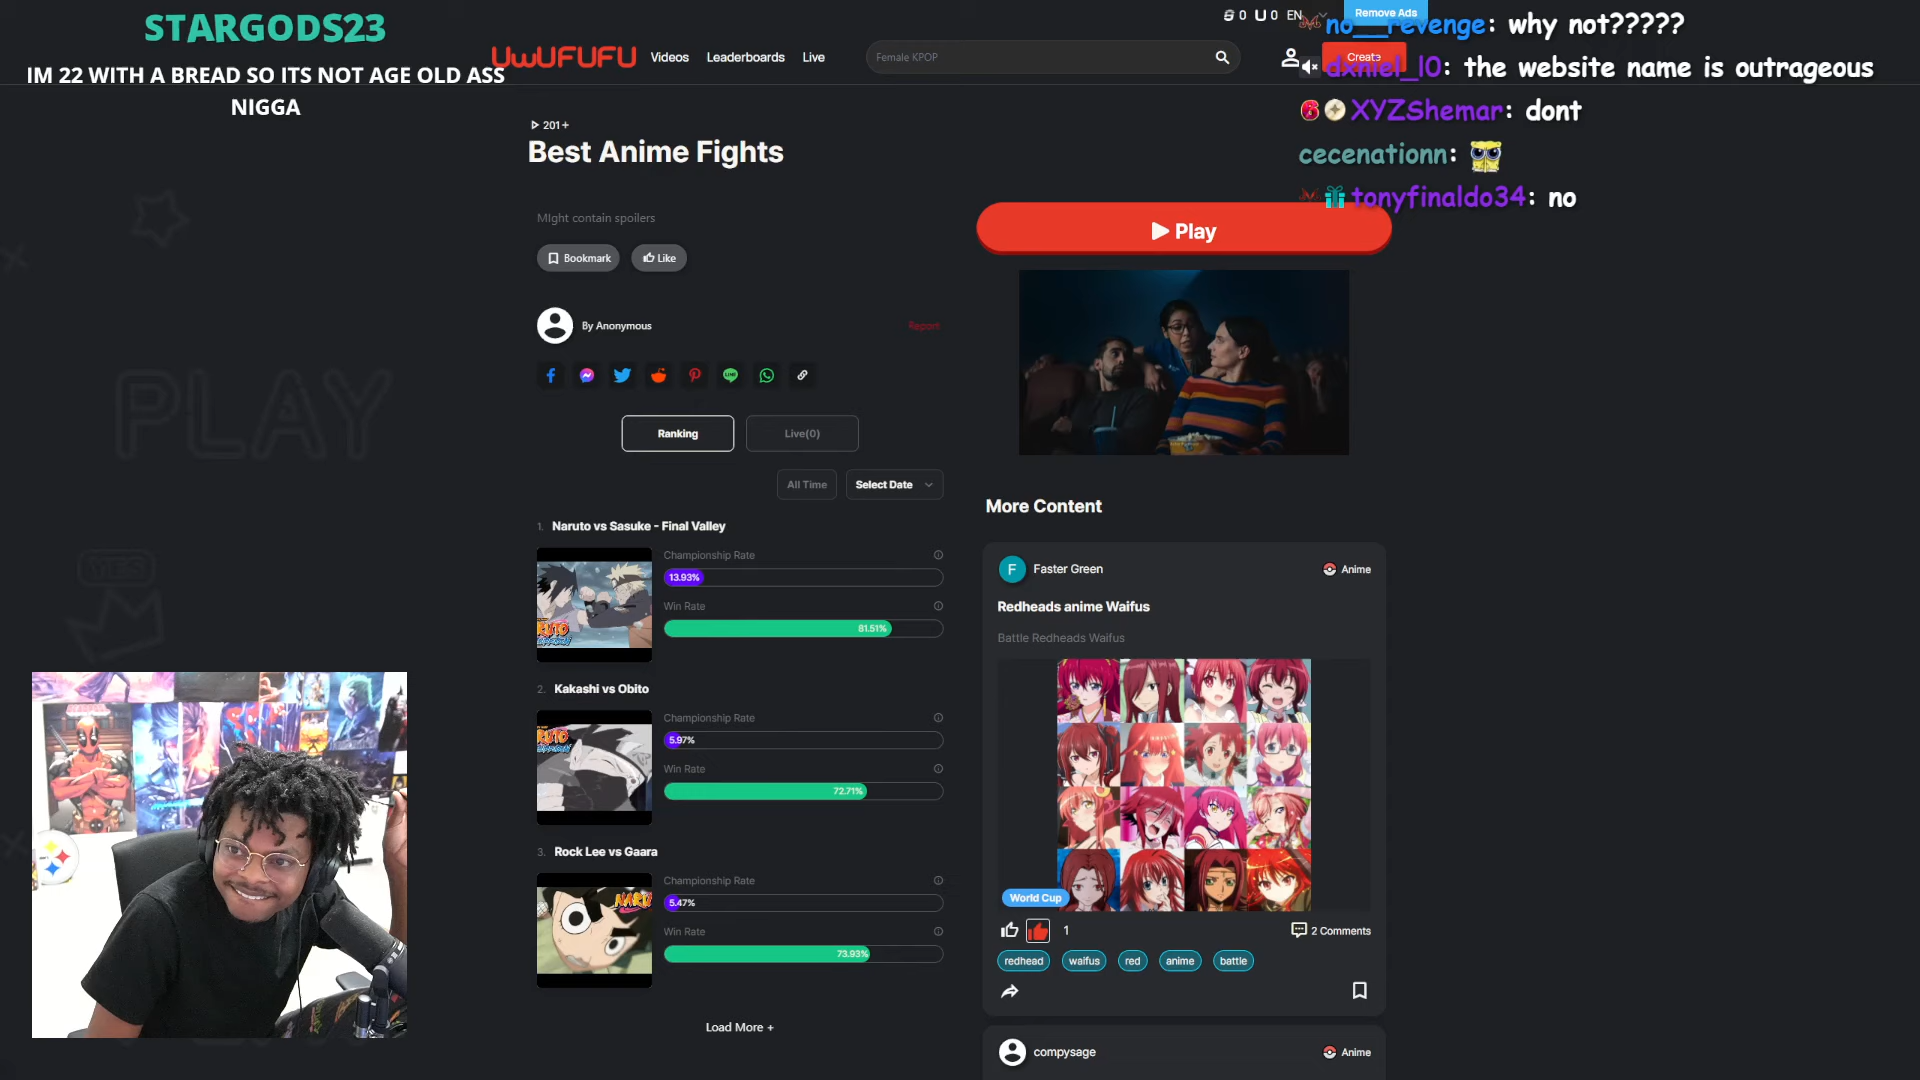 STARGODS23
IM 22 WITH A BREAD SO ITS NOT AGE OLD ASS
NIGGA
UwUFUFU
Videos
Leaderboards
Live
Female KPOP
0
0
EN
Remove Ads
Create
no__revenge: why not?????
dxniel_l0: the website name is outrageous
XYZShemar: dont
cecenationn:
tonyfinaldo34: no
201+
Best Anime Fights
MIght contain spoilers
Bookmark
Like
By Anonymous
Report
Ranking
Live(0)
All Time
Select Date
1. Naruto vs Sasuke - Final Valley
Championship Rate
13.93%
Win Rate
81.51%
2. Kakashi vs Obito
Championship Rate
5.97%
Win Rate
72.71%
3. Rock Lee vs Gaara
Championship Rate
5.47%
Win Rate
73.93%
Load More +
Play
More Content
F
Faster Green
Anime
Redheads anime Waifus
Battle Redheads Waifus
World Cup
1
2 Comments
redhead
waifus
red
anime
battle
compysage
Anime
PLAY
YES